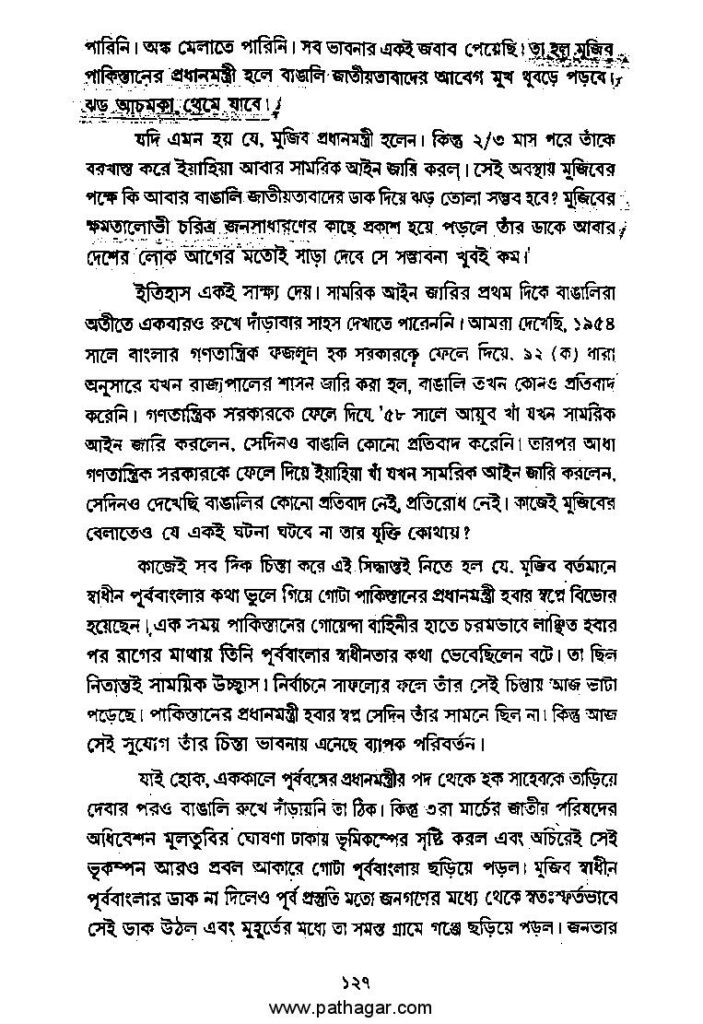 পারিনি। অঙ্ক মেলাতে পারিনি। সব ভাবনার একই জবাব পেয়েছি। তা হল মুজিব
পাকিস্তানের প্রধানমন্ত্রী হলে বাঙালি জাতীয়তাবাদের আবেগ মুখ থুবড়ে পড়বে।
ঝড় আচমকা থেমে যাবে।
যদি এমন হয় যে, মুজিব প্রধানমন্ত্রী হলেন। কিন্তু ২/৩ মাস পরে তাঁকে
বরখাস্ত করে ইয়াহিয়া আবার সামরিক আইন জারি করল। সেই অবস্থায় মুজিবের
পক্ষে কি আবার বাঙালি জাতীয়তাবাদের ডাক দিয়ে ঝড় তোলা সম্ভব হবে? মুজিবের
ক্ষমতালোভী চরিত্র জনসাধারণের কাছে প্রকাশ হয়ে পড়লে তাঁর ডাকে আবার
দেশের লোক আগের মতোই সাড়া দেবে সে সম্ভাবনা খুবই কম।
ইতিহাস একই সাক্ষ্য দেয়। সামরিক আইন জারির প্রথম দিকে বাঙালিরা
অতীতে একবারও রুখে দাঁড়াবার সাহস দেখাতে পারেননি। আমরা দেখেছি, ১৯৫৪
সালে বাংলার গণতান্ত্রিক ফজলুল হক সরকারকে ফেলে দিয়ে. ৯২ (ক) ধারা
অনুসারে যখন রাজ্যপালের শাসন জারি করা হল, বাঙালি তখন কোনও প্রতিবাদ
করেনি। গণতান্ত্রিক সরকারকে ফেলে দিযে. '৫৮ সালে আয়ুব খাঁ যখন সামরিক
আইন জারি করলেন, সেদিনও বাঙালি কোনো প্রতিবাদ করেনি। তারপর আধা
গণতান্ত্রিক সরকারকে ফেলে দিয়ে ইয়াহিয়া খাঁ যখন সামরিক আইন জারি করলেন,
সেদিনও দেখেছি বাঙালির কোনো প্রতিবাদ নেই, প্রতিরোধ নেই। কাজেই মুজিবের
বেলাতেও যে একই ঘটনা ঘটবে না তার যুক্তি কোথায়?
কাজেই সব দিক চিন্তা করে এই সিদ্ধান্তই নিতে হল যে. মুজিব বর্তমানে
স্বাধীন পূর্ববাংলার কথা ভুলে গিয়ে গোটা পাকিস্তানের প্রধানমন্ত্রী হবার স্বপ্নে বিভোর
হয়েছেন। এক সময় পাকিস্তানের গোয়েন্দা বাহিনীর হাতে চরমভাবে লাঞ্ছিত হবার
পর রাগের মাথায় তিনি পূর্ববাংলার স্বাধীনতার কথা ভেবেছিলেন বটে। তা ছিল
নিতান্তই সাময়িক উচ্ছ্বাস। নির্বাচনে সাফল্যের ফলে তাঁর সেই চিন্তায় আজ ভাটা
পড়েছে। পাকিস্তানের প্রধানমন্ত্রী হবার স্বপ্ন সেদিন তাঁর সামনে ছিল না। কিন্তু আজ
সেই সুযোগ তাঁর চিন্তা ভাবনায় এনেছে ব্যাপক পরিবর্তন।
যাই হোক, এককালে পূর্ববঙ্গের প্রধানমন্ত্রীর পদ থেকে হক সাহেবকে তাড়িয়ে
দেবার পরও বাঙালি রুখে দাঁড়ায়নি তা ঠিক। কিন্তু ৩রা মার্চের জাতীয় পরিষদের
অধিবেশন মুলতুবির ঘোষণা ঢাকায় ভূমিকম্পের সৃষ্টি করল এবং অচিরেই সেই
ভূকম্পন আরও প্রবল আকারে গোটা পূর্ববাংলায় ছড়িয়ে পড়ল। মুজিব স্বাধীন
পূর্ববাংলার ডাক না দিলেও পূর্ব প্রস্তুতি মতো জনগণের মধ্যে থেকে স্বতঃস্ফূর্তভাবে
সেই ডাক উঠল এবং মুহূর্তের মধ্যে তা সমস্ত গ্রামে গঞ্জে ছড়িয়ে পড়ল। জনতার
১২৭
www.pathagar.com